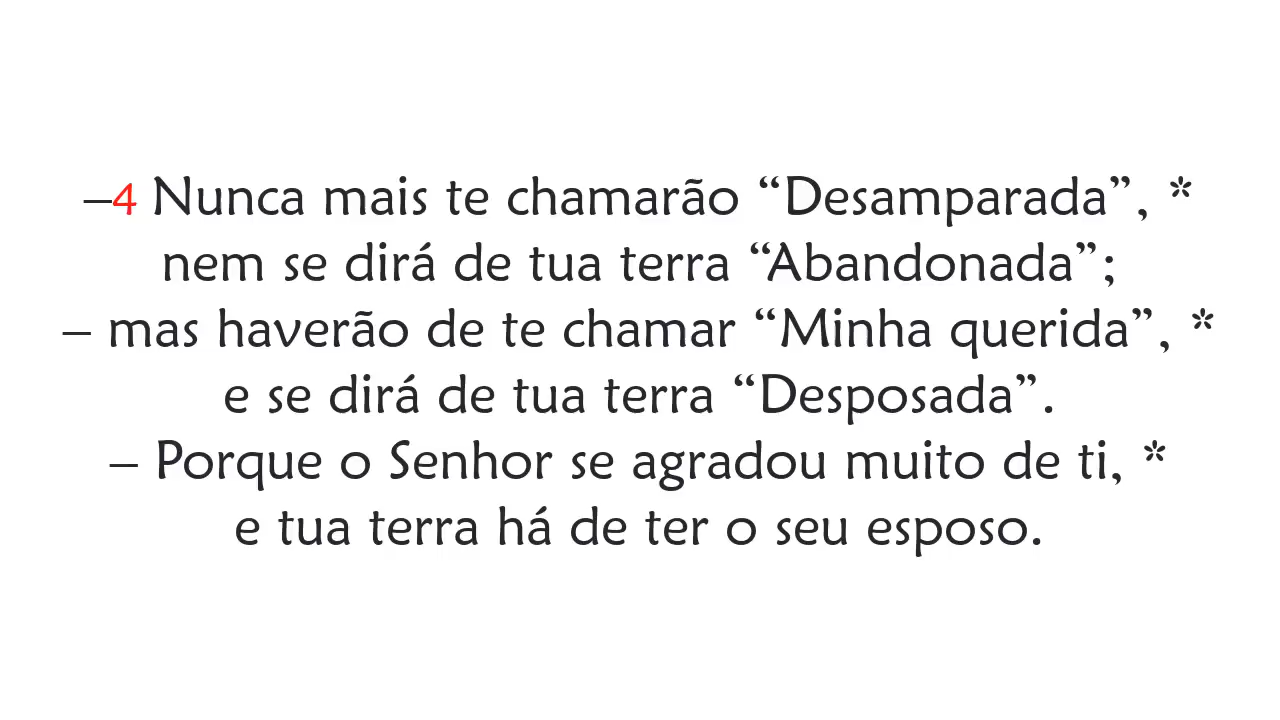 –4 Nunca mais te chamarão “Desamparada”, *
nem se dirá de tua terra “Abandonada”;
– mas haverão de te chamar “Minha querida”, *
e se dirá de tua terra “Desposada”.
– Porque o Senhor se agradou muito de ti, *
e tua terra há de ter o seu esposo.